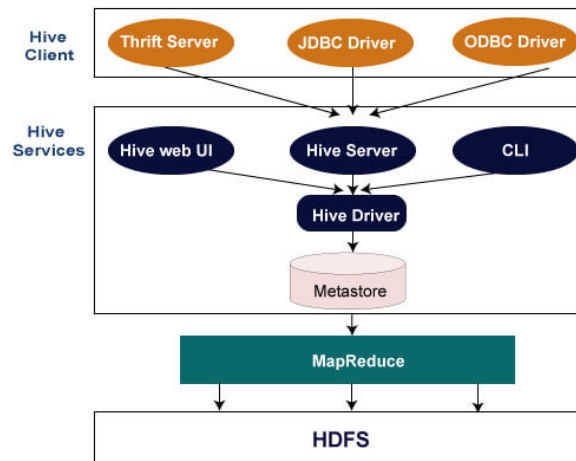 Hive
Client
Thrift Server
JDBC Driver
ODBC Driver
Hive
Services
Hive web UI
Hive Server
CLI
Hive Driver
Metastore
MapReduce
HDFS